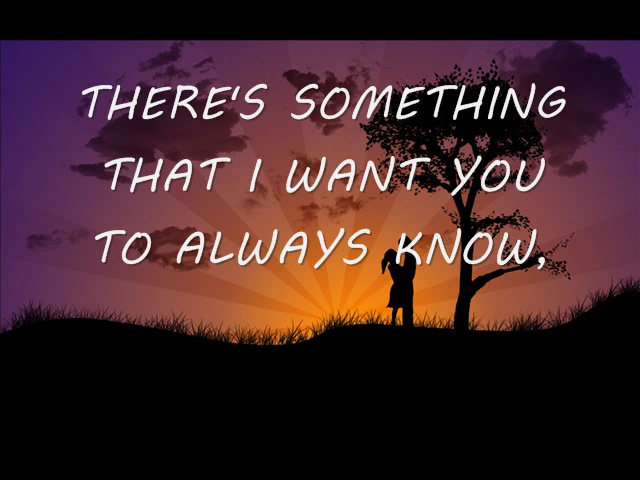 THERE'S SOMETHING
THAT I WANT YOU
TO ALWAYS KNOW,